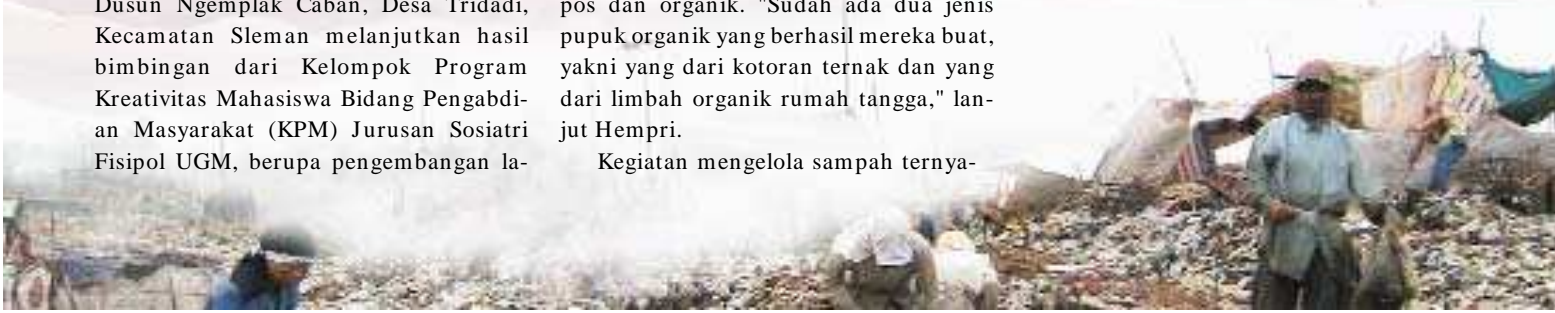 Dusun Ngemplak Caban, Desa Tridadi,
Kecamatan Sleman melanjutkan hasil
bimbingan dari Kelompok Program
Kreativitas Mahasiswa Bidang Pengabdi-
an Masyarakat (KPM) Jurusan Sosiatri
Fisipol UGM, berupa pengembangan la-
pos dan organik. "Sudah ada dua jenis
pupuk organik yang berhasil mereka buat,
yakni yang dari kotoran ternak dan yang
dari limbah organik rumah tangga," lan-
jut Hempri.
Kegiatan mengelola sampah ternya-